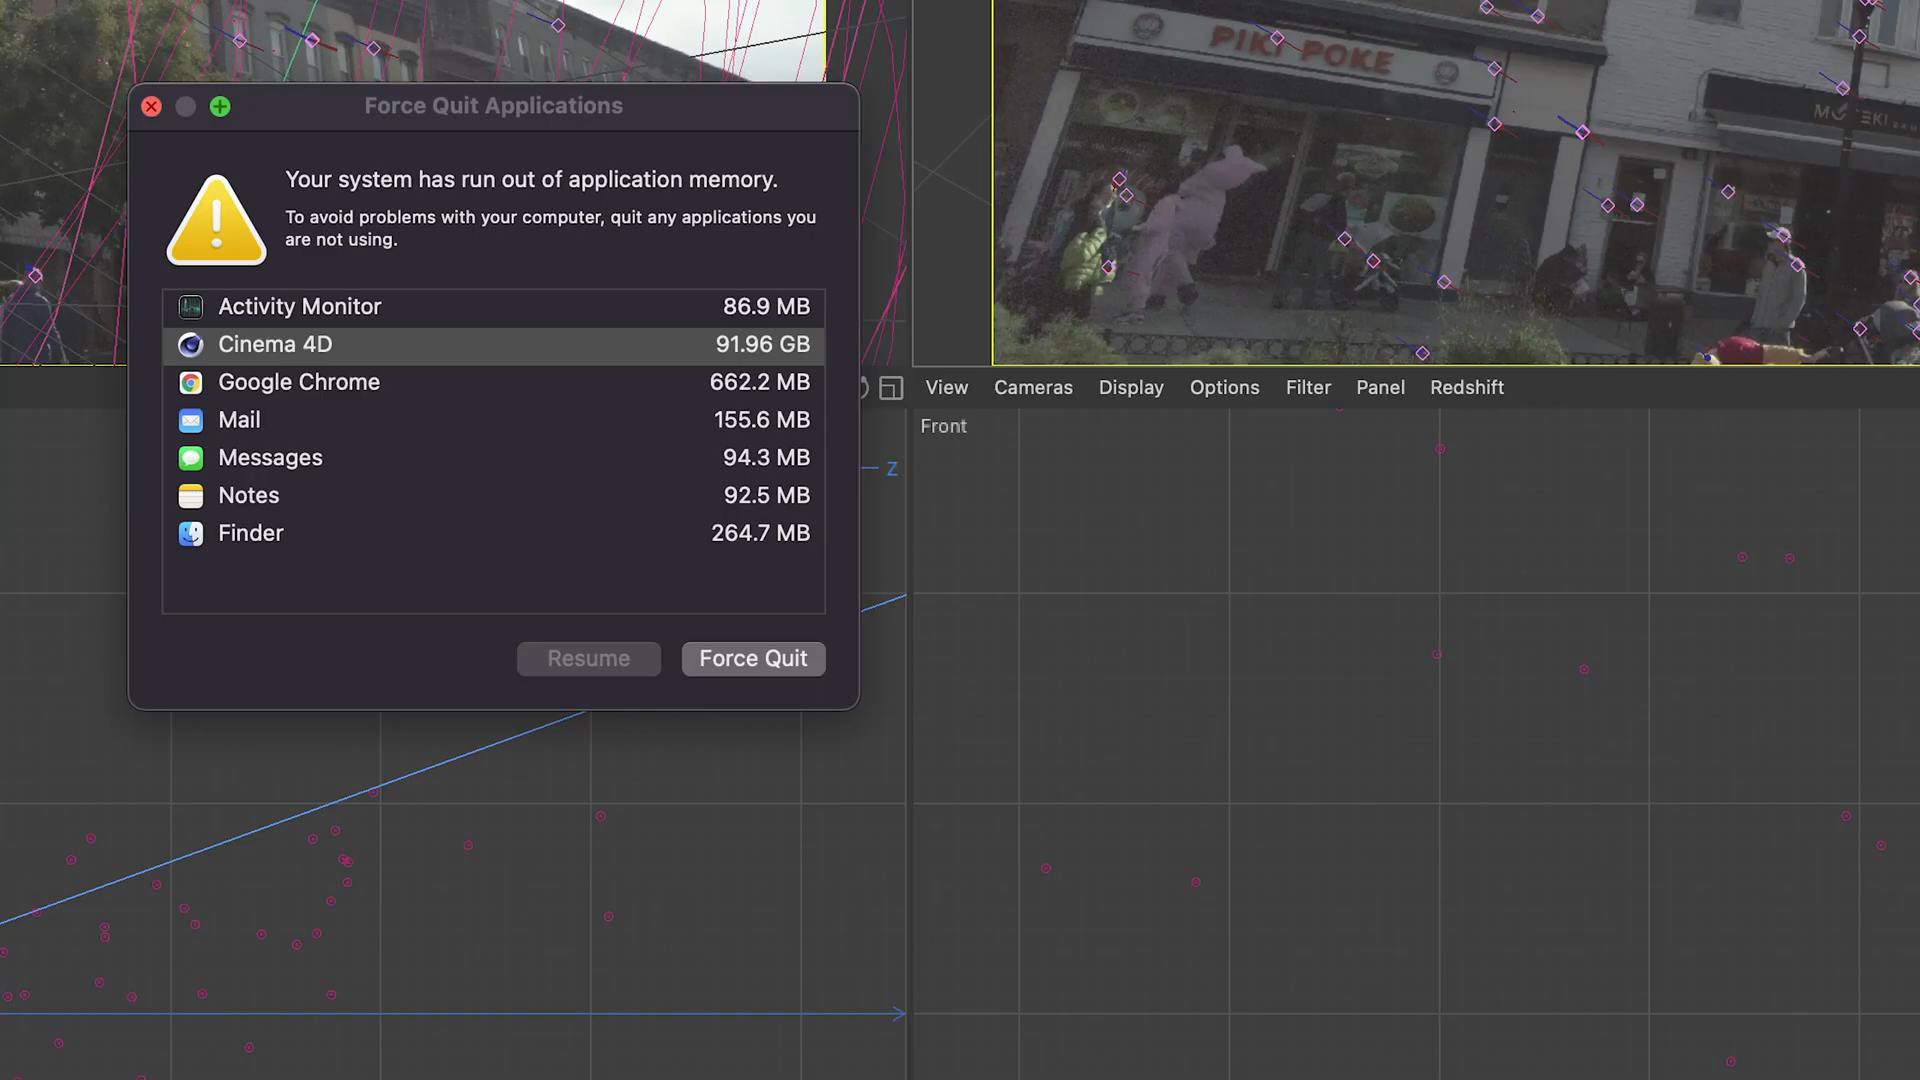 PIKI POKE
Force Quit Applications
Your system has run out of application memory.
To avoid problems with your computer, quit any applications you
are not using.
Activity Monitor 86.9 MB
Cinema 4D 91.96 GB
Google Chrome 662.2 MB
Mail 155.6 MB
Messages 94.3 MB
Notes 92.5 MB
Finder 264.7 MB
Resume Force Quit
View Cameras Display Options Filter Panel Redshift
Front
Z